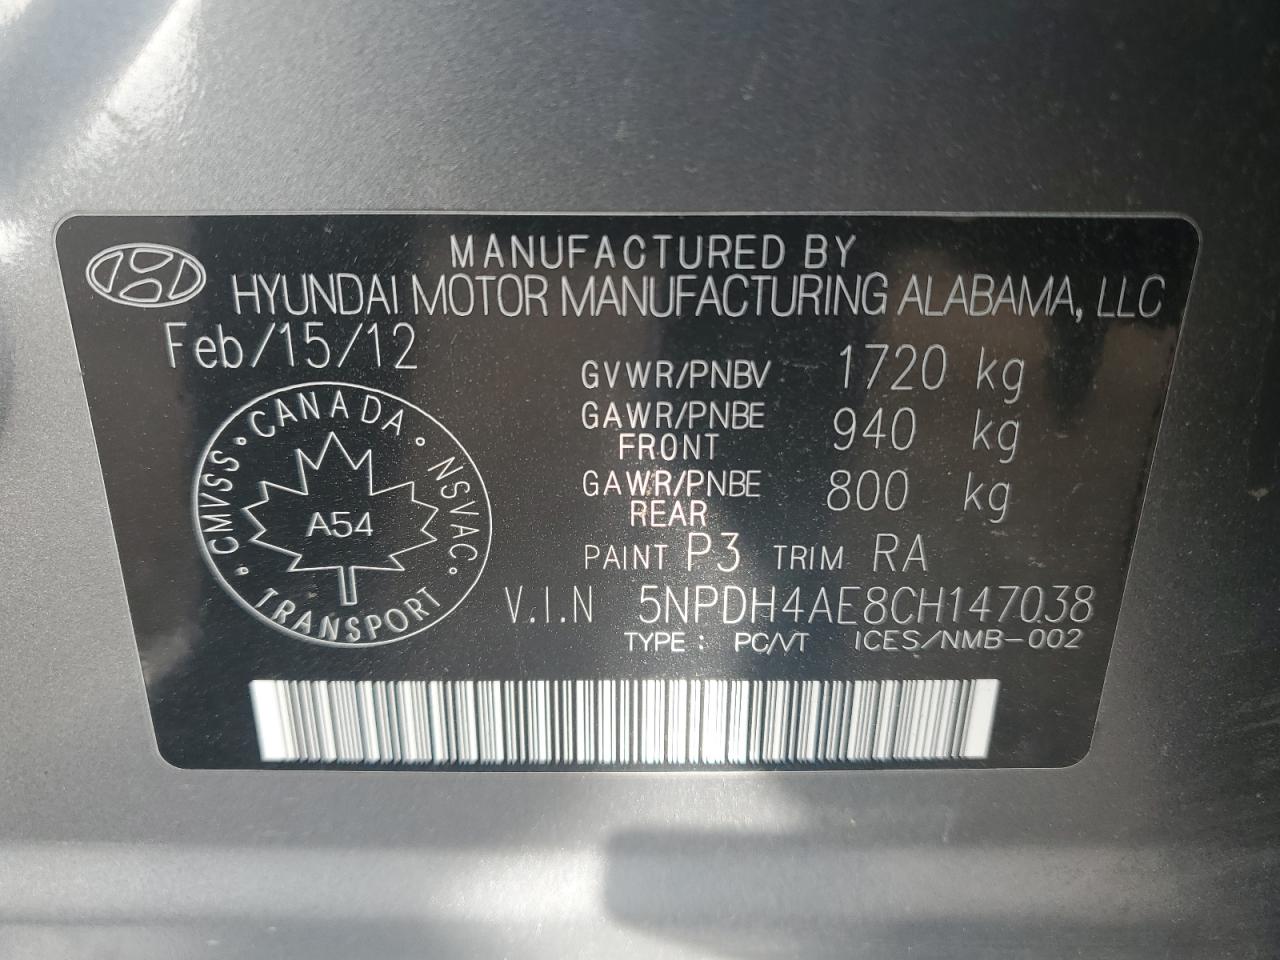 MANUFACTURED BY
HYUNDAI MOTOR MANUFACTURING ALABAMA, LLC
Feb/15/12
GVWR/PNBV 1720 kg
GAWR/PNBE FRONT 940 kg
GAWR/PNBE REAR 800 kg
PAINT P3 TRIM RA
V.I.N 5NPDH4AE8CH147038
TYPE: PC/VT ICES/NMB-002
CANADA
CMVSS · NSVAC
A54
TRANSPORT